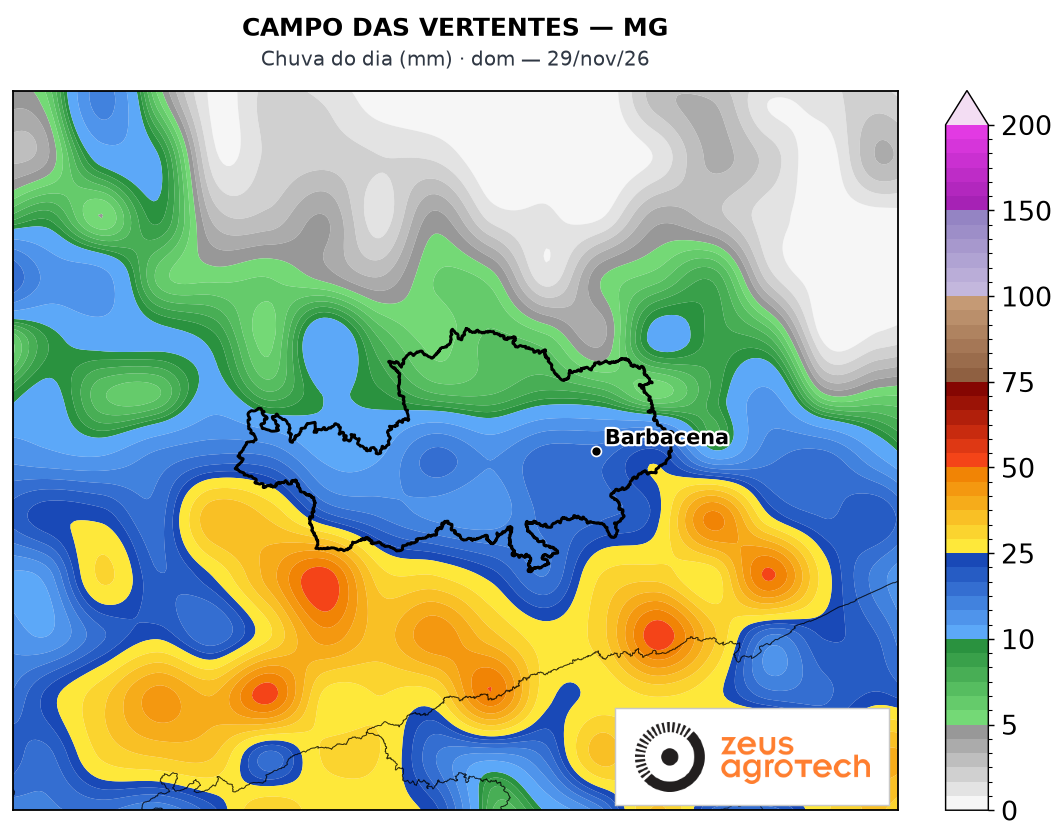 CAMPO DAS VERTENTES — MG
Chuva do dia (mm) · dom — 29/nov/26
Barbacena
200
150
100
75
50
25
10
5
0
zeus
agrotech